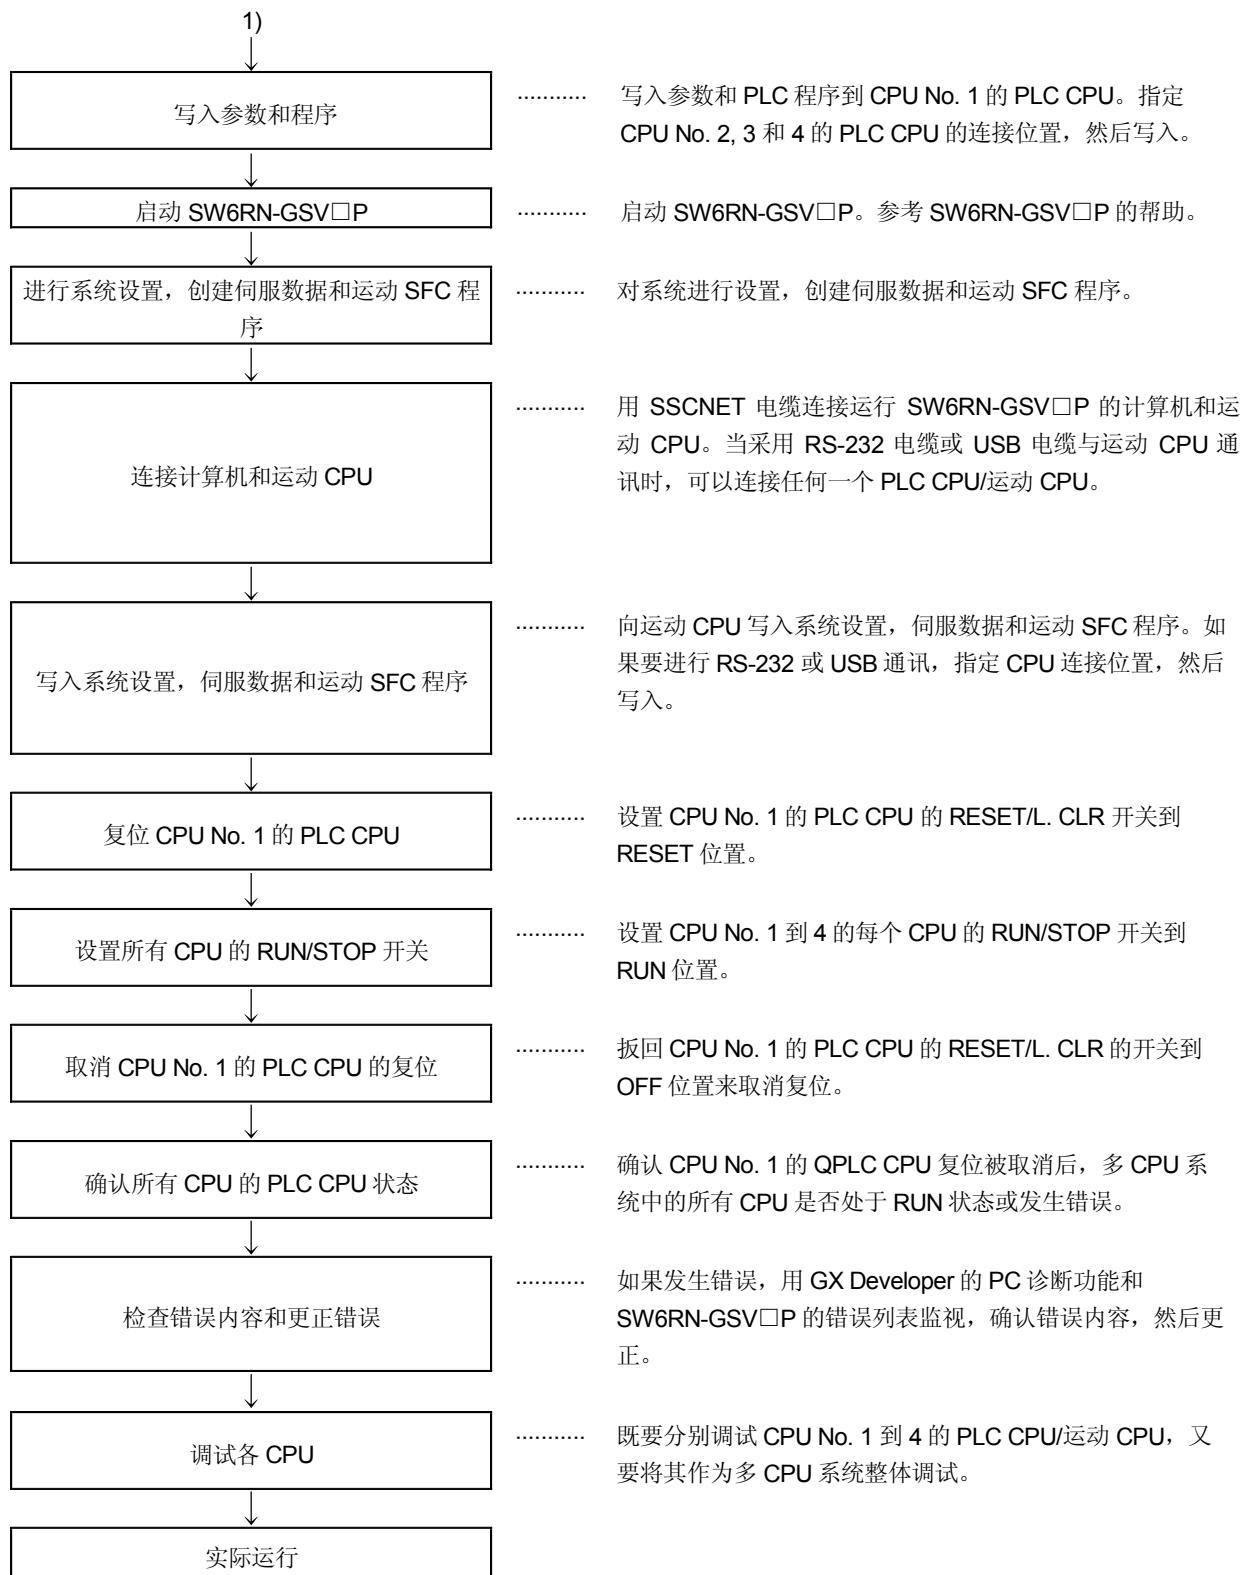 1)
写入参数和程序
........... 写入参数和 PLC 程序到 CPU No. 1 的 PLC CPU。指定
CPU No. 2, 3 和 4 的 PLC CPU 的连接位置，然后写入。
启动 SW6RN-GSV□P
........... 启动 SW6RN-GSV□P。参考 SW6RN-GSV□P 的帮助。
进行系统设置，创建伺服数据和运动 SFC 程
序
........... 对系统进行设置，创建伺服数据和运动 SFC 程序。
连接计算机和运动 CPU
........... 用 SSCNET 电缆连接运行 SW6RN-GSV□P 的计算机和运
动 CPU。当采用 RS-232 电缆或 USB 电缆与运动 CPU 通
讯时，可以连接任何一个 PLC CPU/运动 CPU。
写入系统设置，伺服数据和运动 SFC 程序
........... 向运动 CPU 写入系统设置，伺服数据和运动 SFC 程序。如
果要进行 RS-232 或 USB 通讯，指定 CPU 连接位置，然后
写入。
复位 CPU No. 1 的 PLC CPU
........... 设置 CPU No. 1 的 PLC CPU 的 RESET/L. CLR 开关到
RESET 位置。
设置所有 CPU 的 RUN/STOP 开关
........... 设置 CPU No. 1 到 4 的每个 CPU 的 RUN/STOP 开关到
RUN 位置。
取消 CPU No. 1 的 PLC CPU 的复位
........... 扳回 CPU No. 1 的 PLC CPU 的 RESET/L. CLR 的开关到
OFF 位置来取消复位。
确认所有 CPU 的 PLC CPU 状态
........... 确认 CPU No. 1 的 QPLC CPU 复位被取消后，多 CPU 系
统中的所有 CPU 是否处于 RUN 状态或发生错误。
检查错误内容和更正错误
........... 如果发生错误，用 GX Developer 的 PC 诊断功能和
SW6RN-GSV□P 的错误列表监视，确认错误内容，然后更
正。
调试各 CPU
........... 既要分别调试 CPU No. 1 到 4 的 PLC CPU/运动 CPU，又
要将其作为多 CPU 系统整体调试。
实际运行